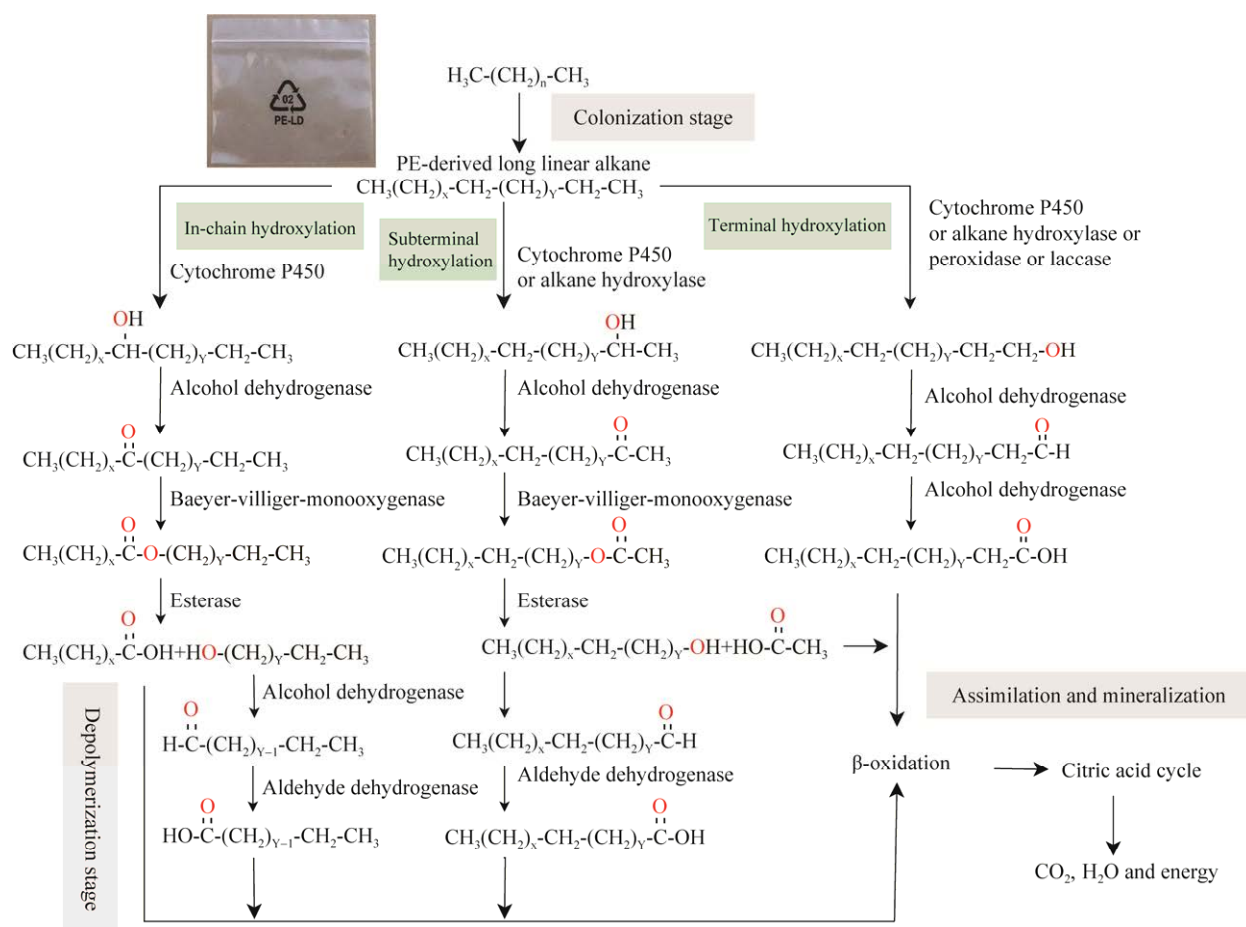 02
PE-LD
H₃C-(CH₂)ₙ-CH₃
Colonization stage
PE-derived long linear alkane
CH₃(CH₂)ₓ-CH₂-(CH₂)ᵧ-CH₂-CH₃
In-chain hydroxylation
Cytochrome P450
Subterminal
hydroxylation
Cytochrome P450
or alkane hydroxylase
Terminal hydroxylation
Cytochrome P450
or alkane hydroxylase or
peroxidase or laccase
OH
CH₃(CH₂)ₓ-CH-(CH₂)ᵧ-CH₂-CH₃
OH
CH₃(CH₂)ₓ-CH₂-(CH₂)ᵧ-CH-CH₃
CH₃(CH₂)ₓ-CH₂-(CH₂)ᵧ-CH₂-CH₂-OH
Alcohol dehydrogenase
Alcohol dehydrogenase
Alcohol dehydrogenase
O
CH₃(CH₂)ₓ-C-(CH₂)ᵧ-CH₂-CH₃
O
CH₃(CH₂)ₓ-CH₂-(CH₂)ᵧ-C-CH₃
O
CH₃(CH₂)ₓ-CH₂-(CH₂)ᵧ-CH₂-C-H
Baeyer-villiger-monooxygenase
Baeyer-villiger-monooxygenase
Alcohol dehydrogenase
O
CH₃(CH₂)ₓ-C-O-(CH₂)ᵧ-CH₂-CH₃
O
CH₃(CH₂)ₓ-CH₂-(CH₂)ᵧ-O-C-CH₃
O
CH₃(CH₂)ₓ-CH₂-(CH₂)ᵧ-CH₂-C-OH
Esterase
Esterase
O
CH₃(CH₂)ₓ-C-OH+HO-(CH₂)ᵧ-CH₂-CH₃
O
CH₃(CH₂)ₓ-CH₂-(CH₂)ᵧ-OH+HO-C-CH₃
Depolymerization stage
Alcohol dehydrogenase
Assimilation and mineralization
O
H-C-(CH₂)ᵧ₋₁-CH₂-CH₃
O
CH₃(CH₂)ₓ-CH₂-(CH₂)ᵧ-C-H
Aldehyde dehydrogenase
Aldehyde dehydrogenase
O
HO-C-(CH₂)ᵧ₋₁-CH₂-CH₃
O
CH₃(CH₂)ₓ-CH₂-(CH₂)ᵧ-C-OH
β-oxidation
Citric acid cycle
CO₂, H₂O and energy